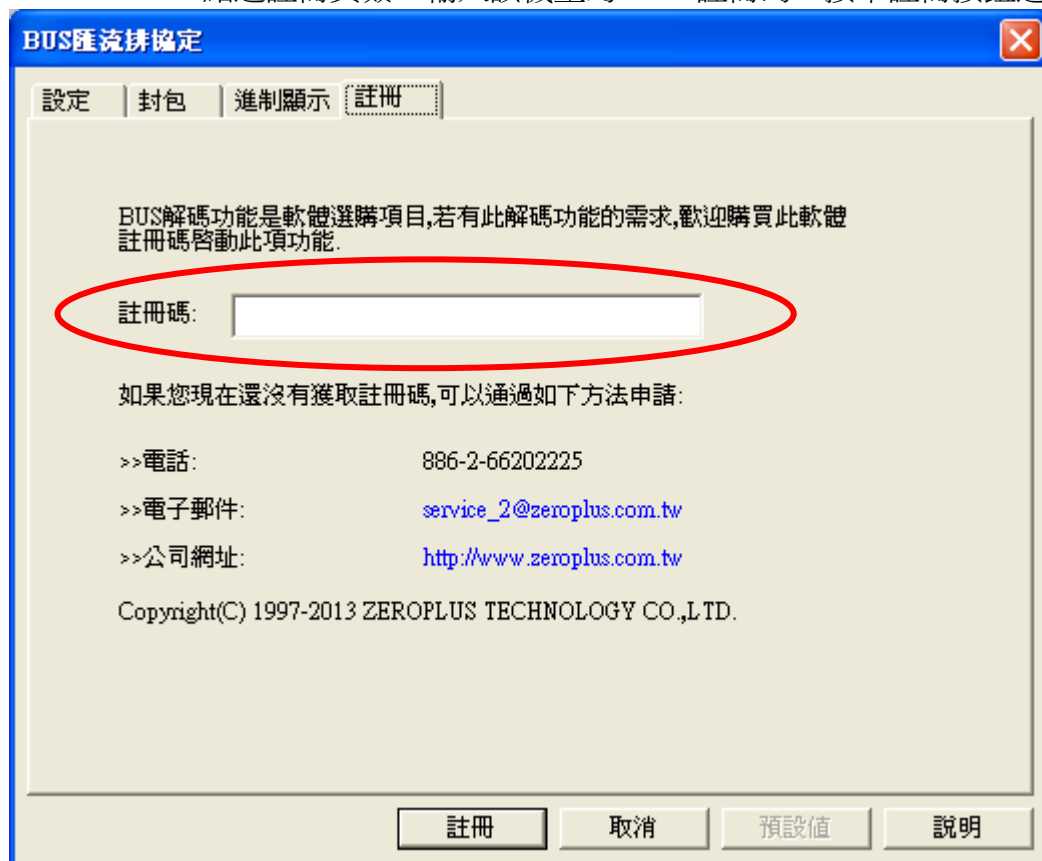 BUS匯流排協定
設定 封包 進制顯示 註冊
BUS解碼功能是軟體選購項目,若有此解碼功能的需求,歡迎購買此軟體
註冊碼啓動此項功能.
註冊碼:
如果您現在還沒有獲取註冊碼,可以通過如下方法申請:
>>電話: 886-2-66202225
>>電子郵件: service_2@zeroplus.com.tw
>>公司網址: http://www.zeroplus.com.tw
Copyright(C) 1997-2013 ZEROPLUS TECHNOLOGY CO.,LTD.
註冊 取消 預設值 說明